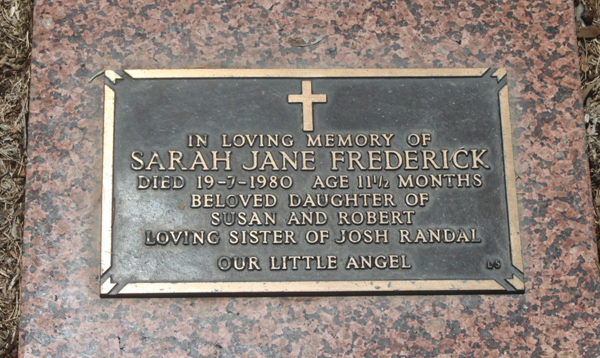 IN LOVING MEMORY OF
SARAH JANE FREDERICK
DIED 19-7-1980 AGE 11½ MONTHS
BELOVED DAUGHTER OF
SUSAN AND ROBERT
LOVING SISTER OF JOSH RANDAL
OUR LITTLE ANGEL